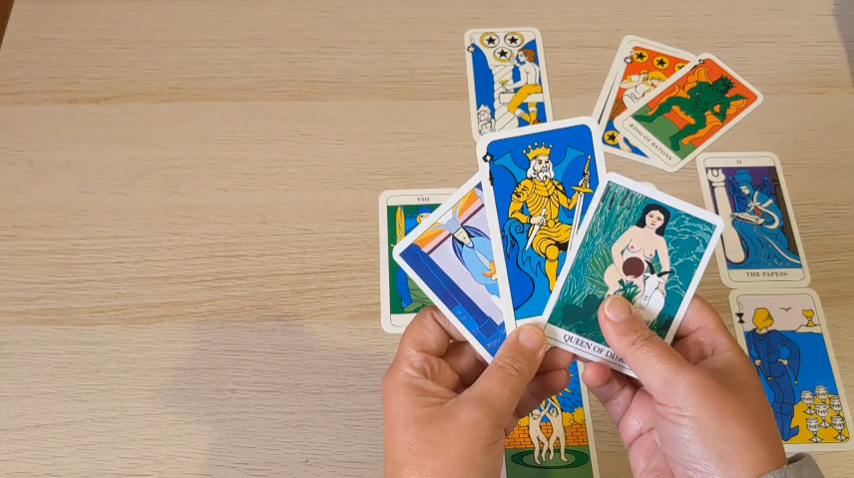 KING OF BATONS
II
VIII
THE PAPESS
QUEEN OF DISKS